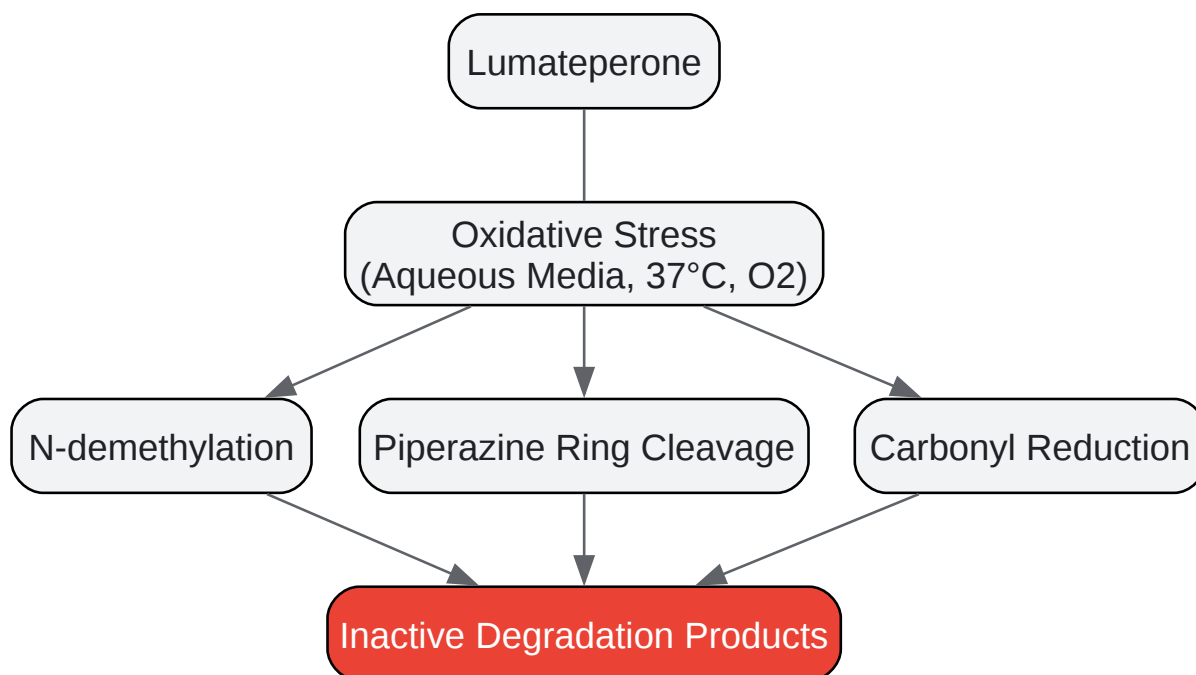 Lumateperone
Oxidative Stress
(Aqueous Media, 37°C, O2)
N-demethylation
Piperazine Ring Cleavage
Carbonyl Reduction
Inactive Degradation Products